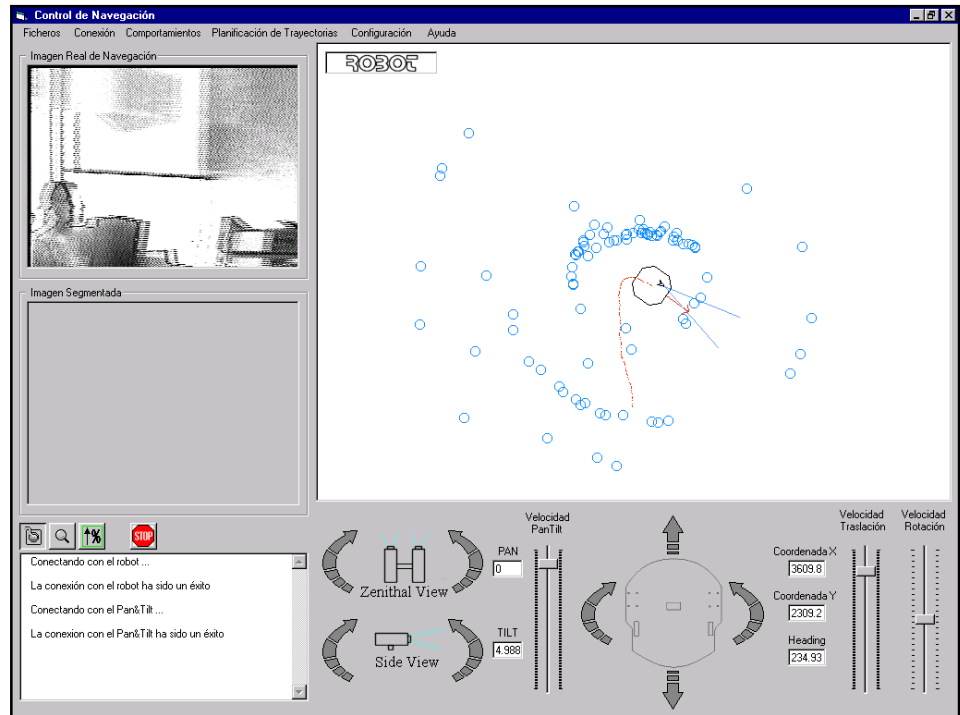 Control de Navegación
Ficheros Conexión Comportamientos Planificación de Trayectorias Configuración Ayuda
Imagen Real de Navegación
ROBOT
Imagen Segmentada
STOP
Conectando con el robot ...
La conexión con el robot ha sido un éxito
Conectando con el Pan&Tilt ...
La conexion con el Pan&Tilt ha sido un éxito
Zenithal View
Side View
Velocidad
PanTilt
PAN
0
TILT
4.988
Coordenada X
3609.8
Coordenada Y
2309.2
Heading
234.93
Velocidad
Traslación
Velocidad
Rotación